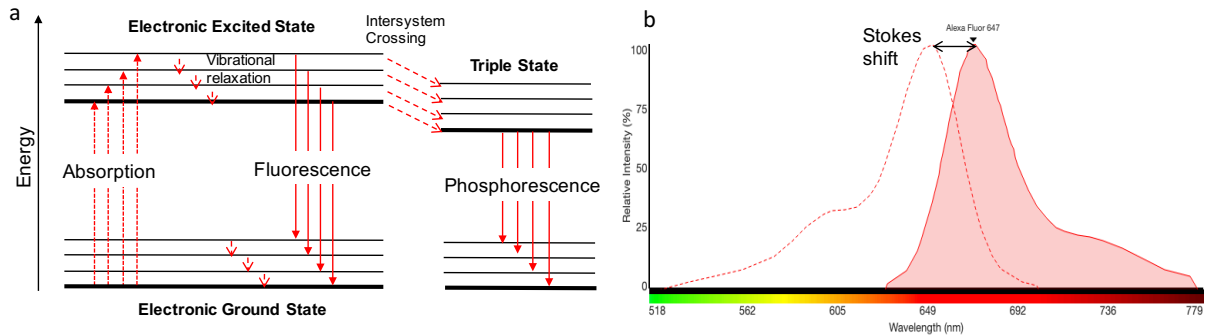 a
Electronic Excited State
Intersystem
Crossing
Vibrational
relaxation
Triple State
Energy
Absorption
Fluorescence
Phosphorescence
Electronic Ground State
b
Alexa Fluor 647
Stokes
shift
100
75
50
25
0
Relative Intensity (%)
518 562 605 649 692 736 779
Wavelength (nm)